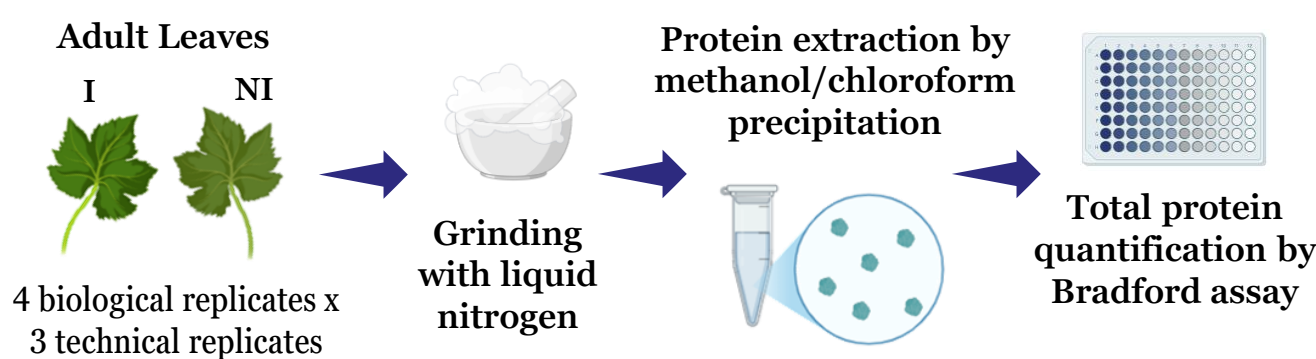 Adult Leaves
I NI
4 biological replicates x
3 technical replicates
Grinding
with liquid
nitrogen
Protein extraction by
methanol/chloroform
precipitation
Total protein
quantification by
Bradford assay